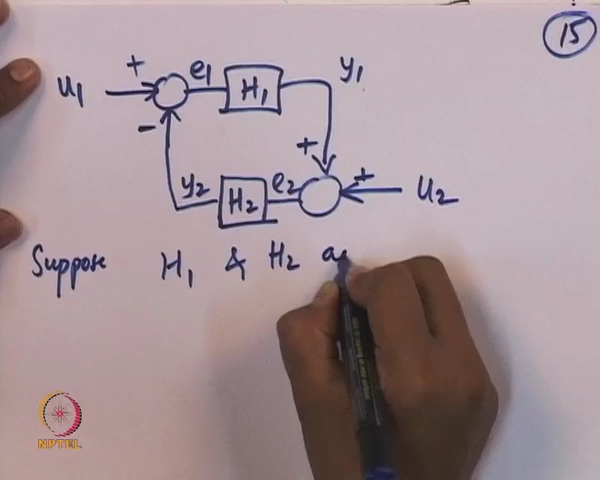 15
u1 + e1 H1 y1
- +
y2 H2 e2 + u2
Suppose H1 & H2
NPTEL